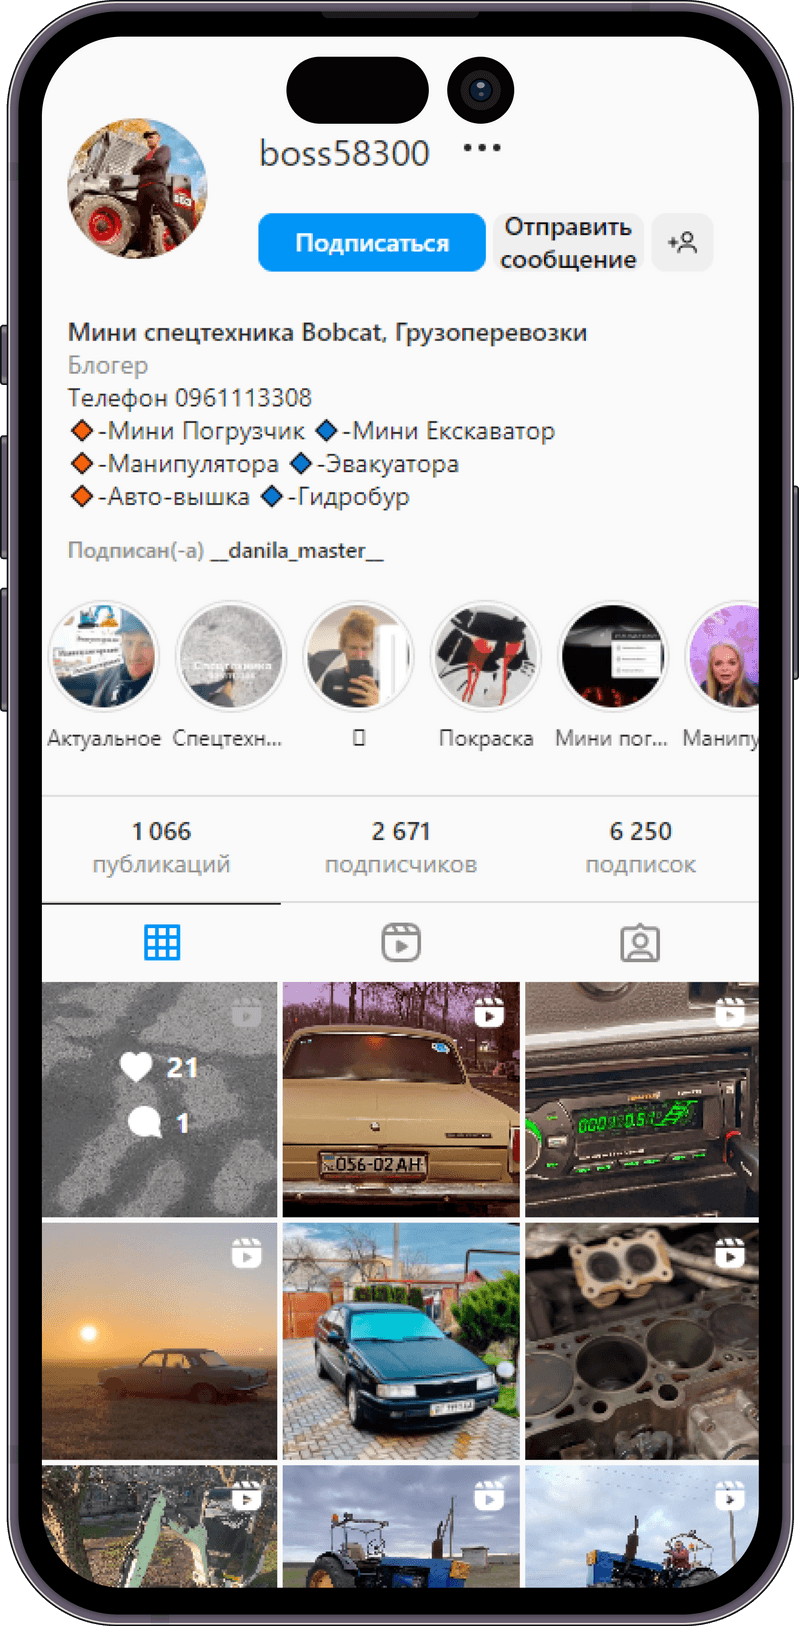 boss58300
Подписаться
Отправить
сообщение
Мини спецтехника Bobcat, Грузоперевозки
Блогер
Телефон 0961113308
-Мини Погрузчик -Мини Екскаватор
-Манипулятора -Эвакуатора
-Авто-вышка -Гидробур
Подписан(-а) __danila_master__
Спецтехника
Актуальное Спецтехн... Покраска Мини пог... Манипу
1 066 2 671 6 250
публикаций подписчиков подписок
21
1
056-02АН